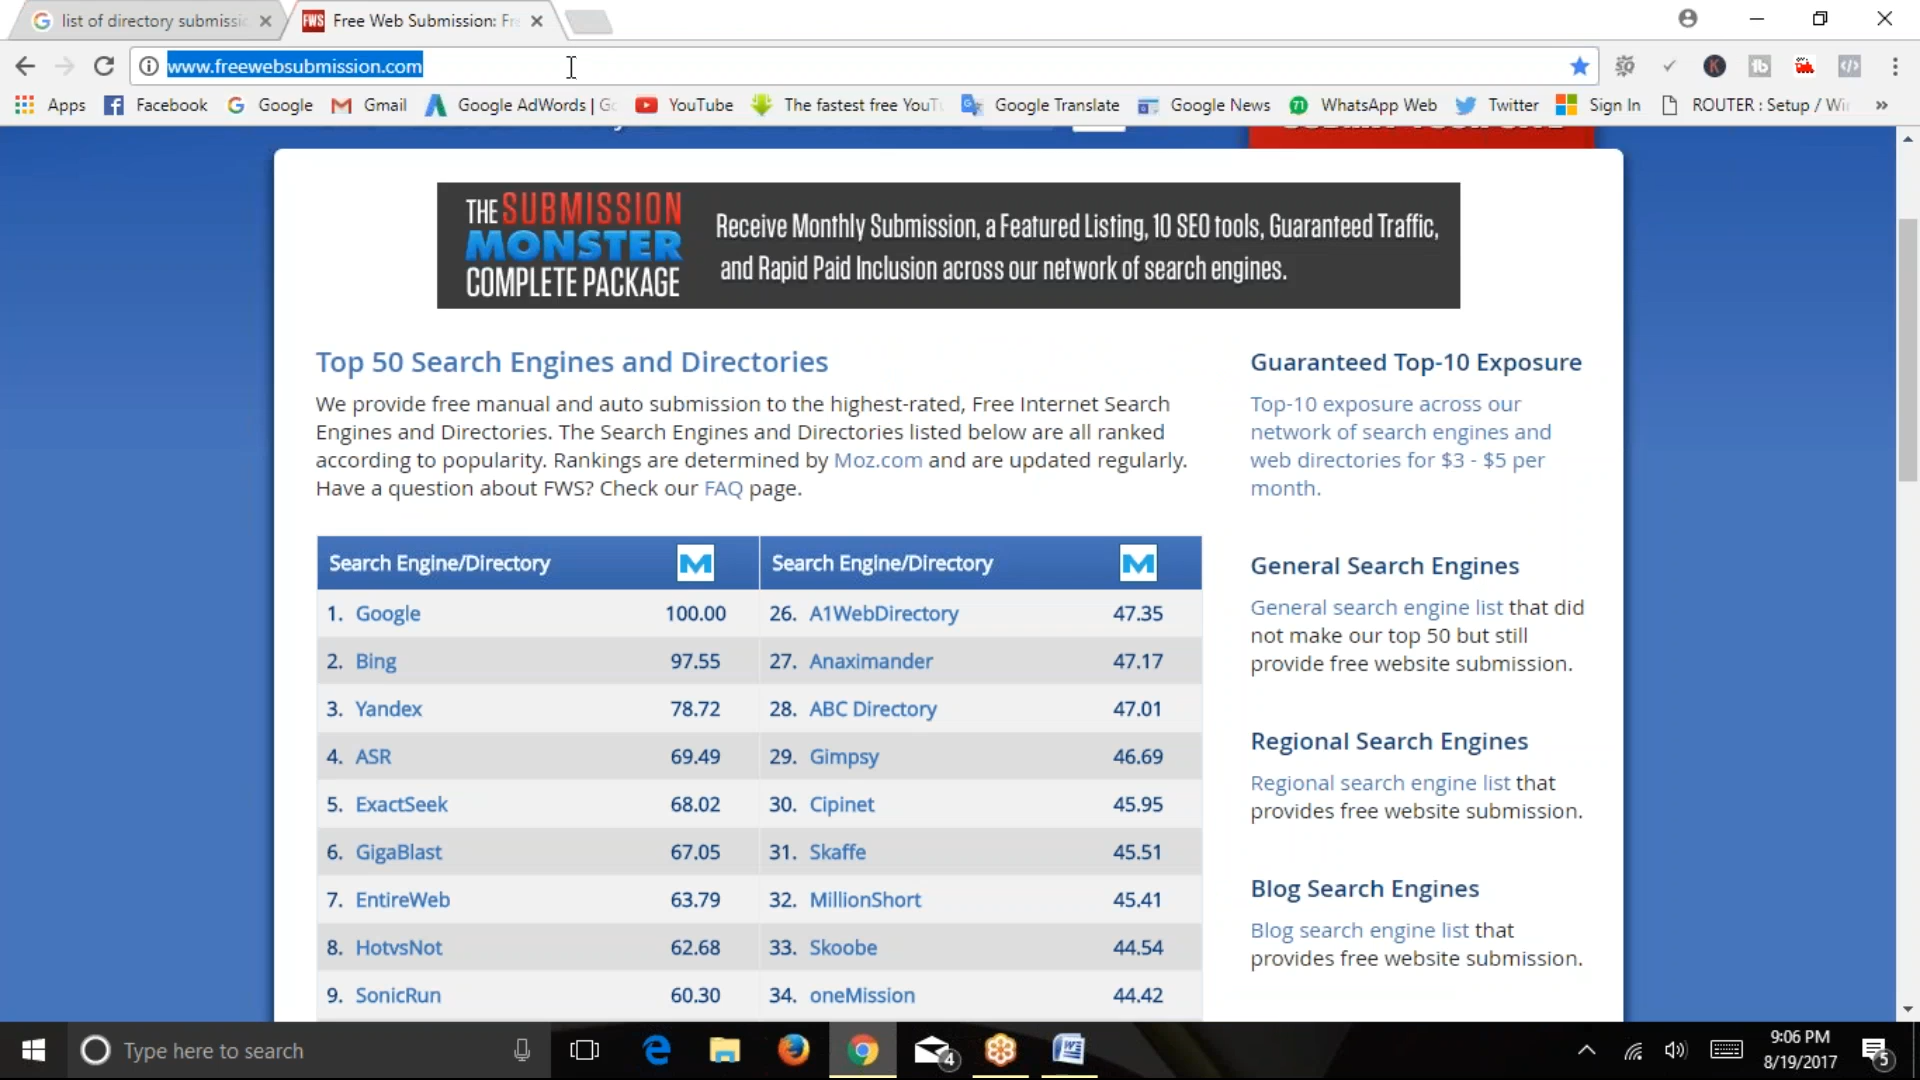 list of directory submissi
Free Web Submission: Fr
www.freewebsubmission.com
Apps
Facebook
Google
Gmail
Google AdWords | Go
YouTube
The fastest free YouT
Google Translate
Google News
WhatsApp Web
Twitter
Sign In
ROUTER : Setup / Wi
THE SUBMISSION
MONSTER
COMPLETE PACKAGE
Receive Monthly Submission, a Featured Listing, 10 SEO tools, Guaranteed Traffic,
and Rapid Paid Inclusion across our network of search engines.
Top 50 Search Engines and Directories
We provide free manual and auto submission to the highest-rated, Free Internet Search
Engines and Directories. The Search Engines and Directories listed below are all ranked
according to popularity. Rankings are determined by Moz.com and are updated regularly.
Have a question about FWS? Check our FAQ page.
Search Engine/Directory M Search Engine/Directory M
1. Google 100.00 26. A1WebDirectory 47.35
2. Bing 97.55 27. Anaximander 47.17
3. Yandex 78.72 28. ABC Directory 47.01
4. ASR 69.49 29. Gimpsy 46.69
5. ExactSeek 68.02 30. Cipinet 45.95
6. GigaBlast 67.05 31. Skaffe 45.51
7. EntireWeb 63.79 32. MillionShort 45.41
8. HotvsNot 62.68 33. Skoobe 44.54
9. SonicRun 60.30 34. oneMission 44.42
Guaranteed Top-10 Exposure
Top-10 exposure across our
network of search engines and
web directories for $3 - $5 per
month.
General Search Engines
General search engine list that did
not make our top 50 but still
provide free website submission.
Regional Search Engines
Regional search engine list that
provides free website submission.
Blog Search Engines
Blog search engine list that
provides free website submission.
Type here to search
4
9:06 PM
8/19/2017
5